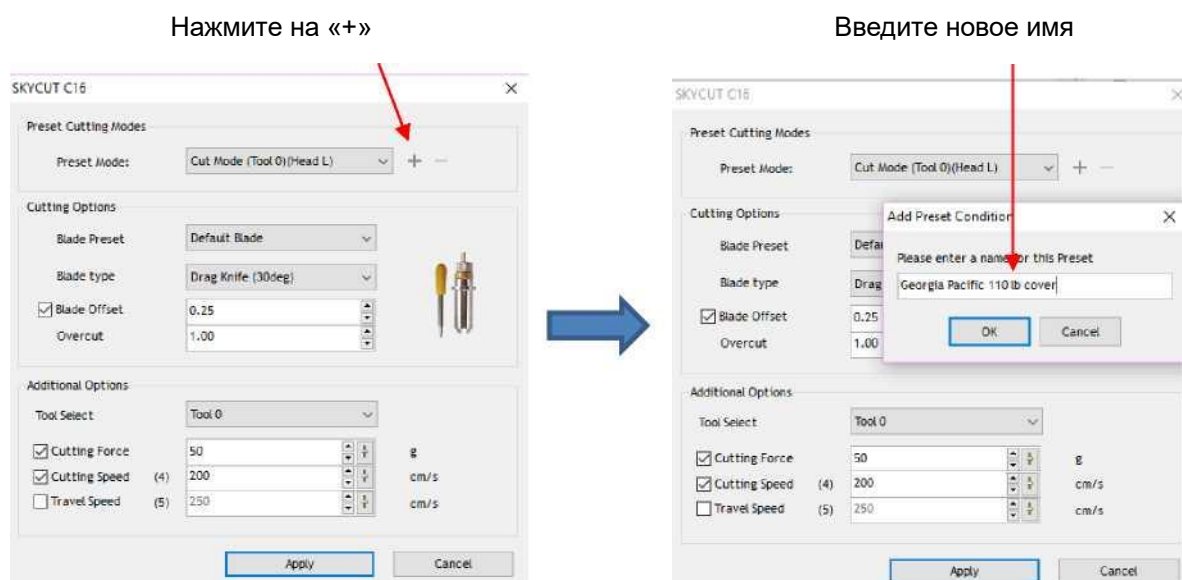 Нажмите на «+»
Введите новое имя
SKYCUT C16
Preset Cutting Modes
Preset Mode: Cut Mode (Tool 0)(Head L)
Cutting Options
Blade Preset Default Blade
Blade type Drag Knife (30deg)
Blade Offset 0.25
Overcut 1.00
Additional Options
Tool Select Tool 0
Cutting Force 50 g
Cutting Speed (4) 200 cm/s
Travel Speed (5) 250 cm/s
Apply Cancel
SKYCUT C16
Preset Cutting Modes
Preset Mode: Cut Mode (Tool 0)(Head L)
Cutting Options
Blade Preset Defau
Blade type Drag
Blade Offset 0.25
Overcut 1.00
Add Preset Condition
Please enter a name for this Preset
Georgia Pacific 110 lb cover
OK Cancel
Additional Options
Tool Select Tool 0
Cutting Force 50 g
Cutting Speed (4) 200 cm/s
Travel Speed (5) 250 cm/s
Apply Cancel